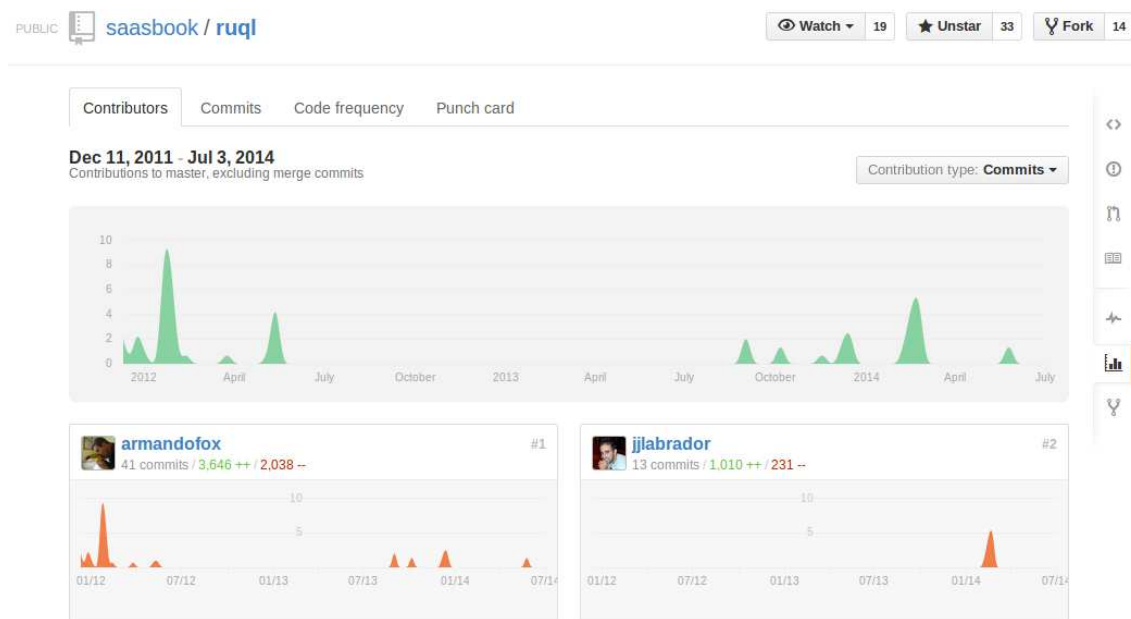 PUBLIC saasbook / ruql Watch 19 Unstar 33 Fork 14
Contributors Commits Code frequency Punch card
Dec 11, 2011 - Jul 3, 2014
Contributions to master, excluding merge commits
Contribution type: Commits
10
8
6
4
2
0
2012 April July October 2013 April July October 2014 April July
armandofox #1
41 commits / 3,646 ++ / 2,038 --
10
5
01/12 07/12 01/13 07/13 01/14 07/14
jjlabrador #2
13 commits / 1,010 ++ / 231 --
10
5
01/12 07/12 01/13 07/13 01/14 07/14